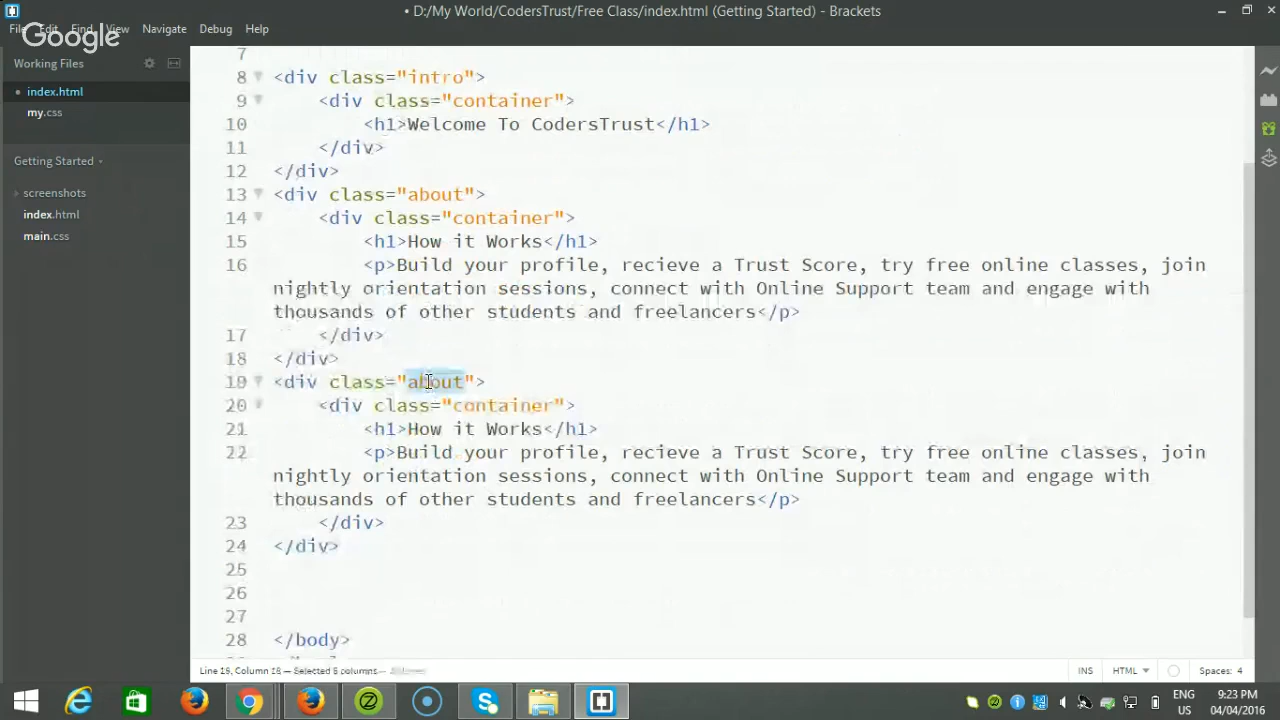 • D:/My World/CodersTrust/Free Class/index.html (Getting Started) - Brackets
File Edit Find View Navigate Debug Help
Google
Working Files
• index.html
my.css
Getting Started
screenshots
index.html
main.css
7
8 <div class="intro">
9 <div class="container">
10 <h1>Welcome To CodersTrust</h1>
11 </div>
12 </div>
13 <div class="about">
14 <div class="container">
15 <h1>How it Works</h1>
16 <p>Build your profile, recieve a Trust Score, try free online classes, join
nightly orientation sessions, connect with Online Support team and engage with
thousands of other students and freelancers</p>
17 </div>
18 </div>
19 <div class="about">
20 <div class="container">
21 <h1>How it Works</h1>
22 <p>Build your profile, recieve a Trust Score, try free online classes, join
nightly orientation sessions, connect with Online Support team and engage with
thousands of other students and freelancers</p>
23 </div>
24 </div>
25
26
27
28 </body>
Line 19, Column 18 — Selected 5 columns —
INS HTML Spaces: 4
ENG 9:23 PM
US 04/04/2016